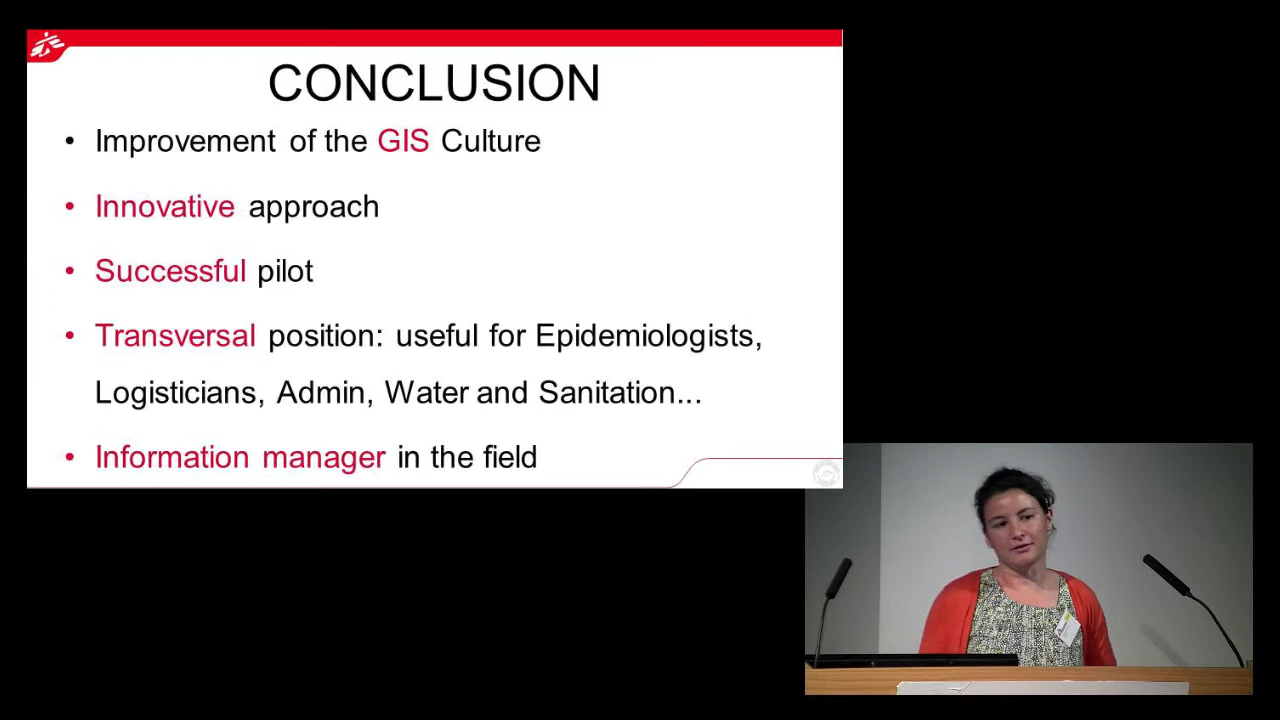 CONCLUSION
• Improvement of the GIS Culture
• Innovative approach
• Successful pilot
• Transversal position: useful for Epidemiologists,
Logisticians, Admin, Water and Sanitation...
• Information manager in the field